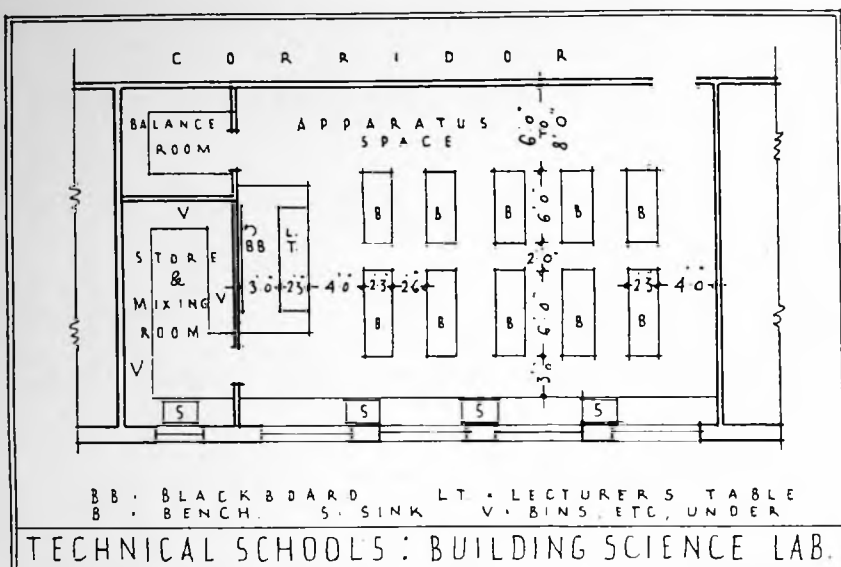 CORRIDOR
BALANCE
ROOM
APPARATUS
SPACE
6'.0"
TO
8'.0"
V
BB
L.
T.
B B B B B
6'.0"
2'.0"
STORE
&
MIXING
ROOM
V
V
3'.0" 2'.3" 4'.0" 2'.3" 2'.6"
2'.3" 4'.0"
B B B B B
6'.0"
3'.0"
S S S S
BB. BLACKBOARD LT. LECTURERS TABLE
B. BENCH. S. SINK V. BINS, ETC, UNDER
TECHNICAL SCHOOLS: BUILDING SCIENCE LAB.